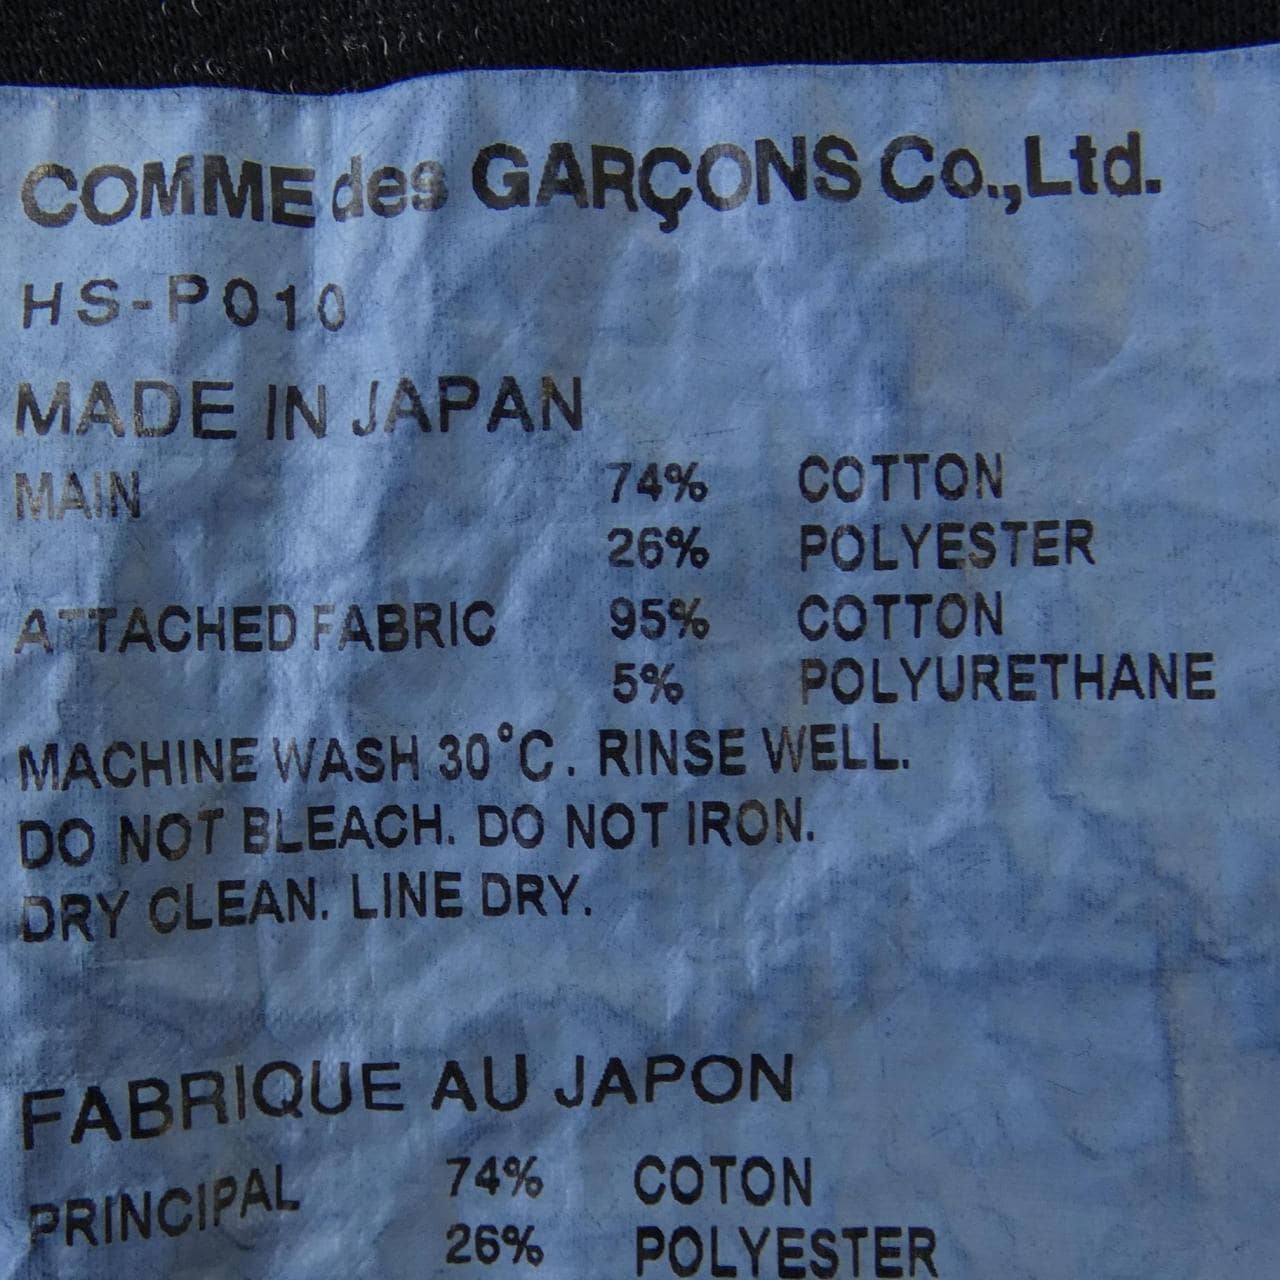 COMME des GARÇONS Co.,Ltd.
HS-P010
MADE IN JAPAN
MAIN 74% COTTON
26% POLYESTER
ATTACHED FABRIC 95% COTTON
5% POLYURETHANE
MACHINE WASH 30°C. RINSE WELL.
DO NOT BLEACH. DO NOT IRON.
DRY CLEAN. LINE DRY.
FABRIQUE AU JAPON
PRINCIPAL 74% COTON
26% POLYESTER